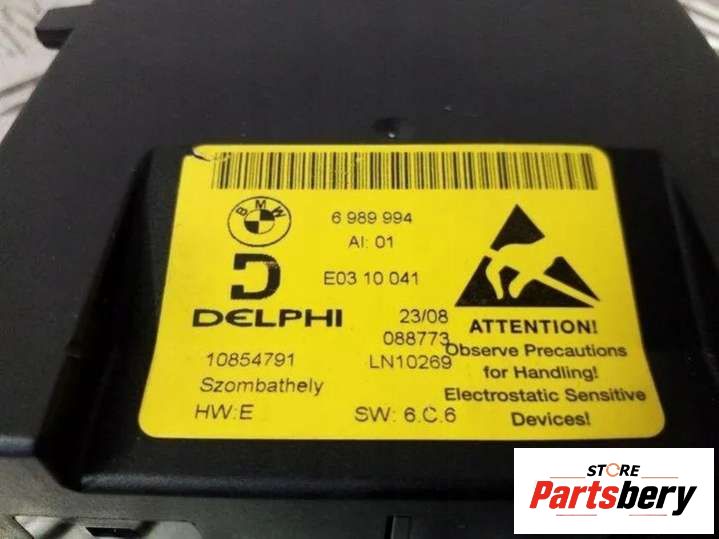 BMW
6 989 994
AI: 01
E03 10 041
DELPHI
23/08
088773
10854791
LN10269
Szombathely
HW:E
SW: 6.C.6
ATTENTION!
Observe Precautions
for Handling!
Electrostatic Sensitive
Devices!
STORE
Partsbery